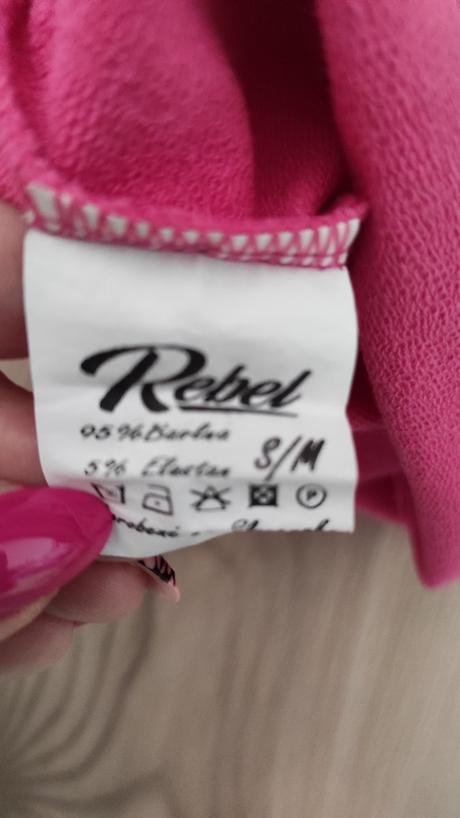 Rebel
95%Bavlna
5% Elastan S/M
P